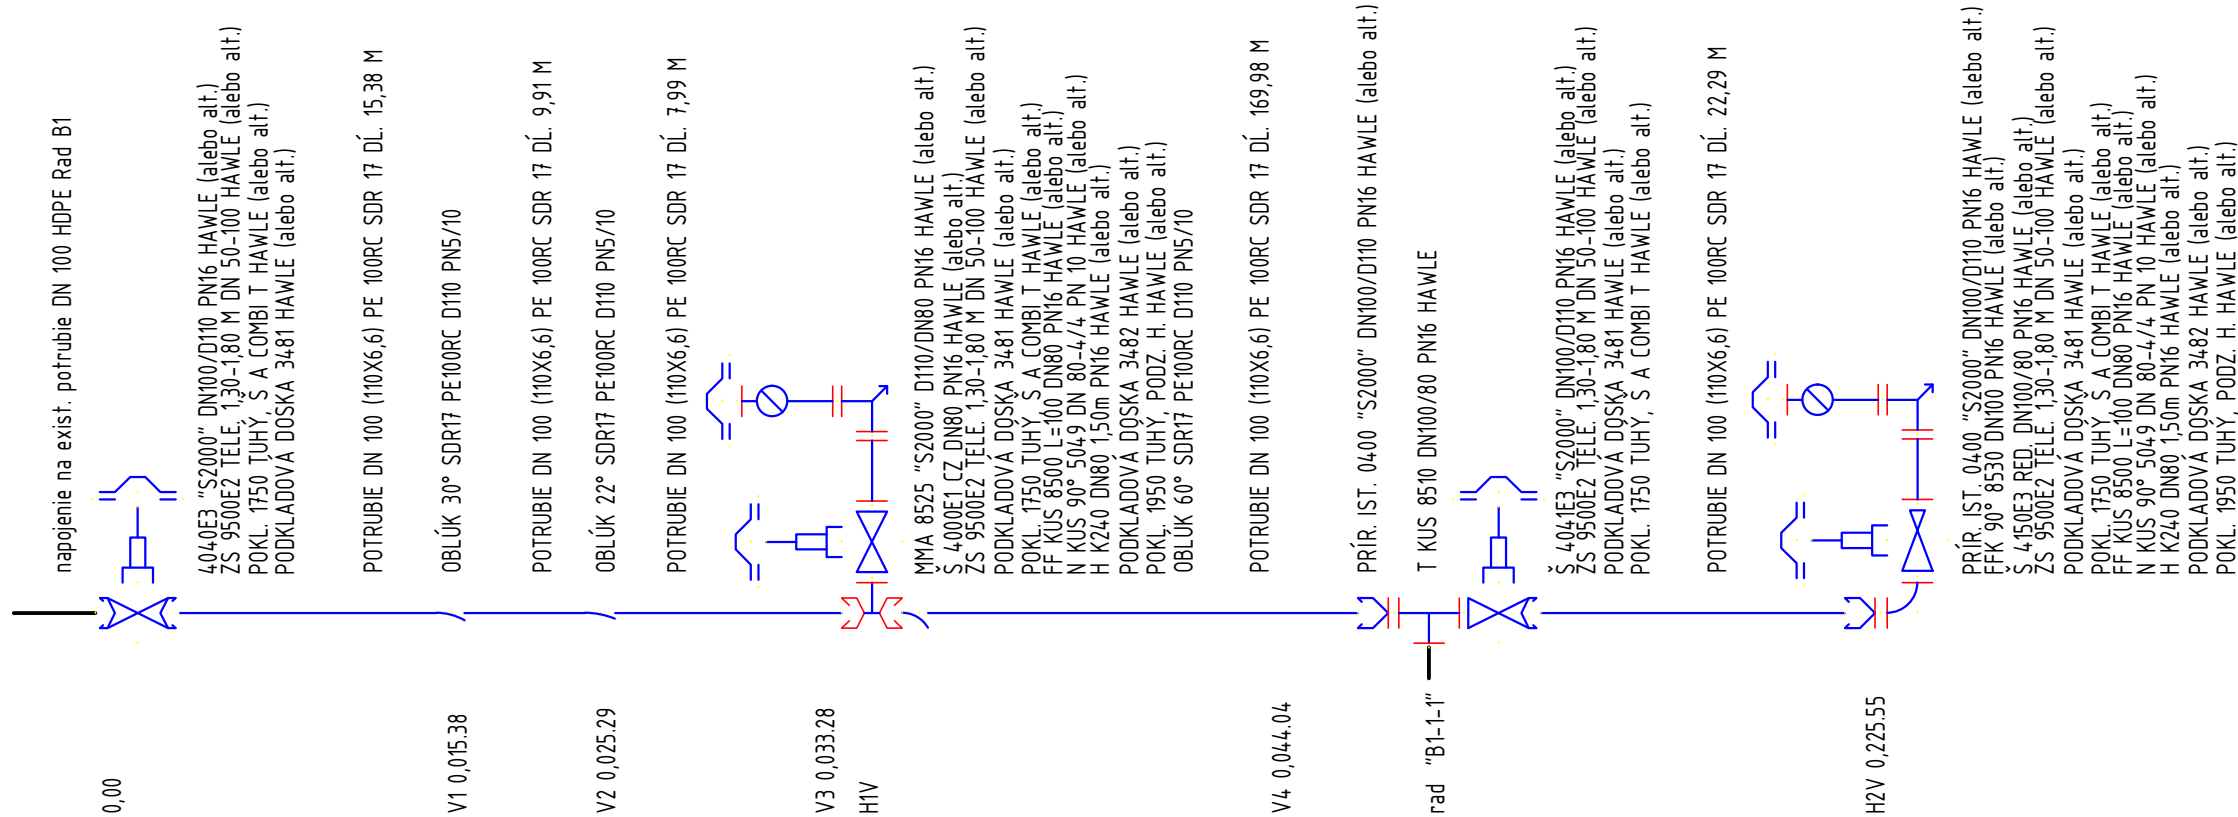 napojenie na exist. potrubie DN 100 HDPE Rad B1
4040E3 "S2000" DN100/D110 PN16 HAWLE (alebo alt.)
ZS 9500E2 TELE. 1,30-1,80 M DN 50-100 HAWLE (alebo alt.)
POKL. 1750 TUHÝ, Š A COMBI T HAWLE (alebo alt.)
PODKLADOVÁ DOSKA 3481 HAWLE (alebo alt.)
POTRUBIE DN 100 (110X6,6) PE 100RC SDR 17 DĹ. 15,38 M
OBLÚK 30° SDR17 PE100RC D110 PN5/10
POTRUBIE DN 100 (110X6,6) PE 100RC SDR 17 DĹ. 9,91 M
OBLÚK 22° SDR17 PE100RC D110 PN5/10
POTRUBIE DN 100 (110X6,6) PE 100RC SDR 17 DĹ. 7,99 M
MMA 8525 "S2000" D110/DN80 PN16 HAWLE (alebo alt.)
Š 4000E1 CZ DN80 PN16 HAWLE (alebo alt.)
ZS 9500E2 TELE. 1,30-1,80 M DN 50-100 HAWLE (alebo alt.)
PODKLADOVÁ DOSKA 3481 HAWLE (alebo alt.)
POKL. 1750 TUHÝ, Š A COMBI T HAWLE (alebo alt.)
FF KUS 8500 L=100 DN80 PN16 HAWLE (alebo alt.)
N KUS 90° 5049 DN 80-4/4 PN 10 HAWLE (alebo alt.)
H K240 DN80 1,50m PN16 HAWLE (alebo alt.)
PODKLADOVÁ DOSKA 3482 HAWLE (alebo alt.)
POKL. 1950 TUHÝ, PODZ. H. HAWLE (alebo alt.)
OBLÚK 60° SDR17 PE100RC D110 PN5/10
POTRUBIE DN 100 (110X6,6) PE 100RC SDR 17 DĹ. 169,98 M
PRÍR. IST. 0400 "S2000" DN100/D110 PN16 HAWLE (alebo alt.)
T KUS 8510 DN100/80 PN16 HAWLE
Š 4041E3 "S2000" DN100/D110 PN16 HAWLE (alebo alt.)
ZS 9500E2 TELE. 1,30-1,80 M DN 50-100 HAWLE (alebo alt.)
PODKLADOVÁ DOSKA 3481 HAWLE (alebo alt.)
POKL. 1750 TUHÝ, Š A COMBI T HAWLE (alebo alt.)
POTRUBIE DN 100 (110X6,6) PE 100RC SDR 17 DĹ. 22,29 M
PRÍR. IST. 0400 "S2000" DN100/D110 PN16 HAWLE (alebo alt.)
FFK 90° 8530 DN100 PN16 HAWLE (alebo alt.)
Š 4150E3 RED. DN100/80 PN16 HAWLE (alebo alt.)
ZS 9500E2 TELE. 1,30-1,80 M DN 50-100 HAWLE (alebo alt.)
PODKLADOVÁ DOSKA 3481 HAWLE (alebo alt.)
POKL. 1750 TUHÝ, Š A COMBI T HAWLE (alebo alt.)
FF KUS 8500 L=100 DN80 PN16 HAWLE (alebo alt.)
N KUS 90° 5049 DN 80-4/4 PN 10 HAWLE (alebo alt.)
H K240 DN80 1,50m PN16 HAWLE (alebo alt.)
PODKLADOVÁ DOSKA 3482 HAWLE (alebo alt.)
POKL. 1950 TUHÝ, PODZ. H. HAWLE (alebo alt.)
0,00
V1 0,015.38
V2 0,025.29
V3 0,033.28
H1V
V4 0,044.04
rad "B1-1-1"
H2V 0,225.55